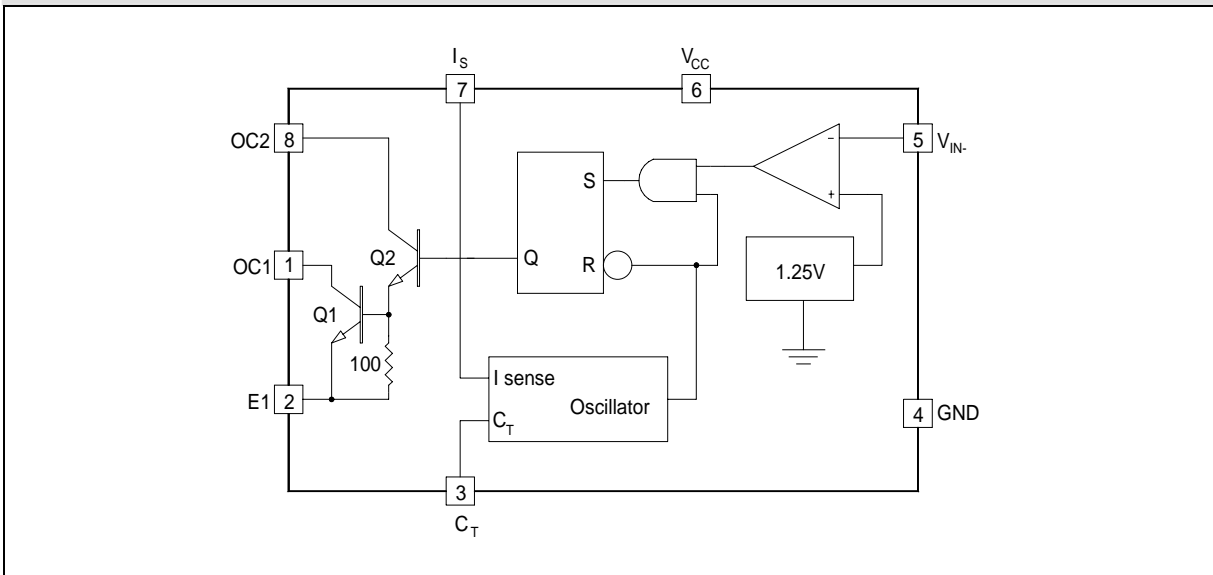 I_S
V_CC
7
6
OC2
8
5
V_IN-
-
S
+
OC1
1
Q2
Q
R
1.25V
Q1
100
I sense
E1
2
Oscillator
4
GND
C_T
3
C_T